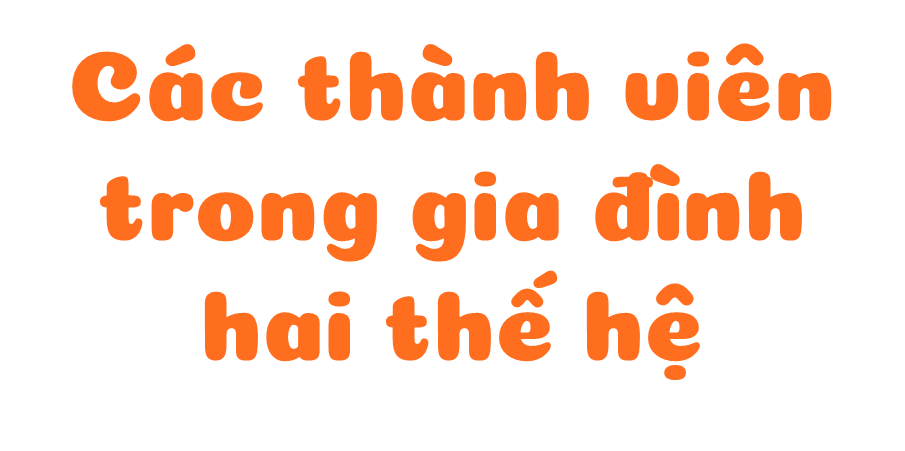 Các thành viên
trong gia đình
hai thế hệ